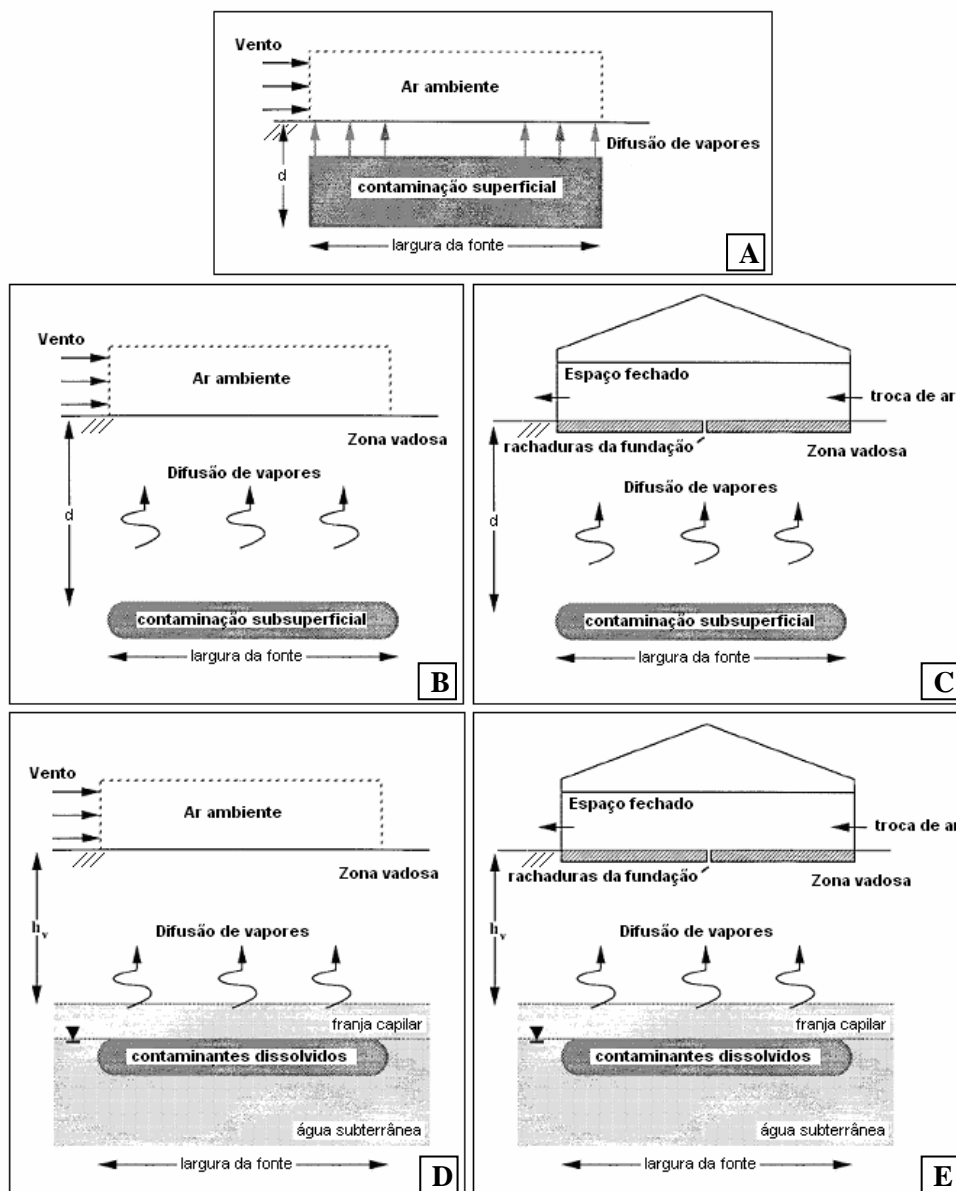 Vento
Ar ambiente
Difusão de vapores
d
contaminação superficial
largura da fonte
A
Vento
Ar ambiente
Zona vadosa
Difusão de vapores
d
contaminação subsuperficial
largura da fonte
B
Espaço fechado
troca de ar
rachaduras da fundação
Zona vadosa
Difusão de vapores
d
contaminação subsuperficial
largura da fonte
C
Vento
Ar ambiente
Zona vadosa
hv
Difusão de vapores
franja capilar
contaminantes dissolvidos
água subterrânea
largura da fonte
D
Espaço fechado
troca de ar
rachaduras da fundação
Zona vadosa
hv
Difusão de vapores
franja capilar
contaminantes dissolvidos
água subterrânea
largura da fonte
E